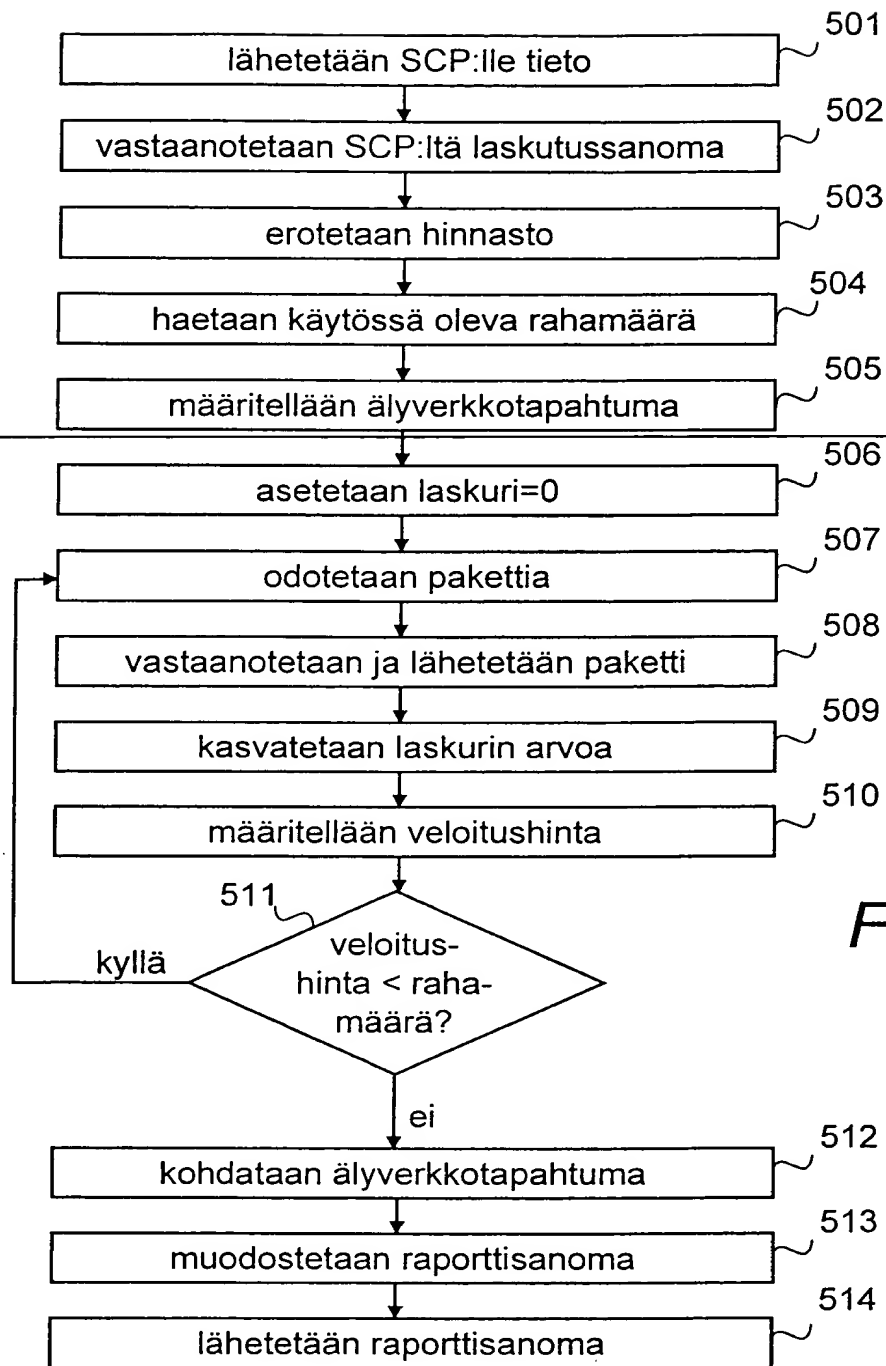 501
lähetetään SCP:lle tieto
502
vastaanotetaan SCP:ltä laskutussanoma
503
erotetaan hinnasto
504
haetaan käytössä oleva rahamäärä
505
määritellään älyverkkotapahtuma
506
asetetaan laskuri=0
507
odotetaan pakettia
508
vastaanotetaan ja lähetetään paketti
509
kasvatetaan laskurin arvoa
510
määritellään veloitushinta
511
veloitus-
hinta < raha-
määrä?
kyllä
F
ei
512
kohdataan älyverkkotapahtuma
513
muodostetaan raporttisanoma
514
lähetetään raporttisanoma